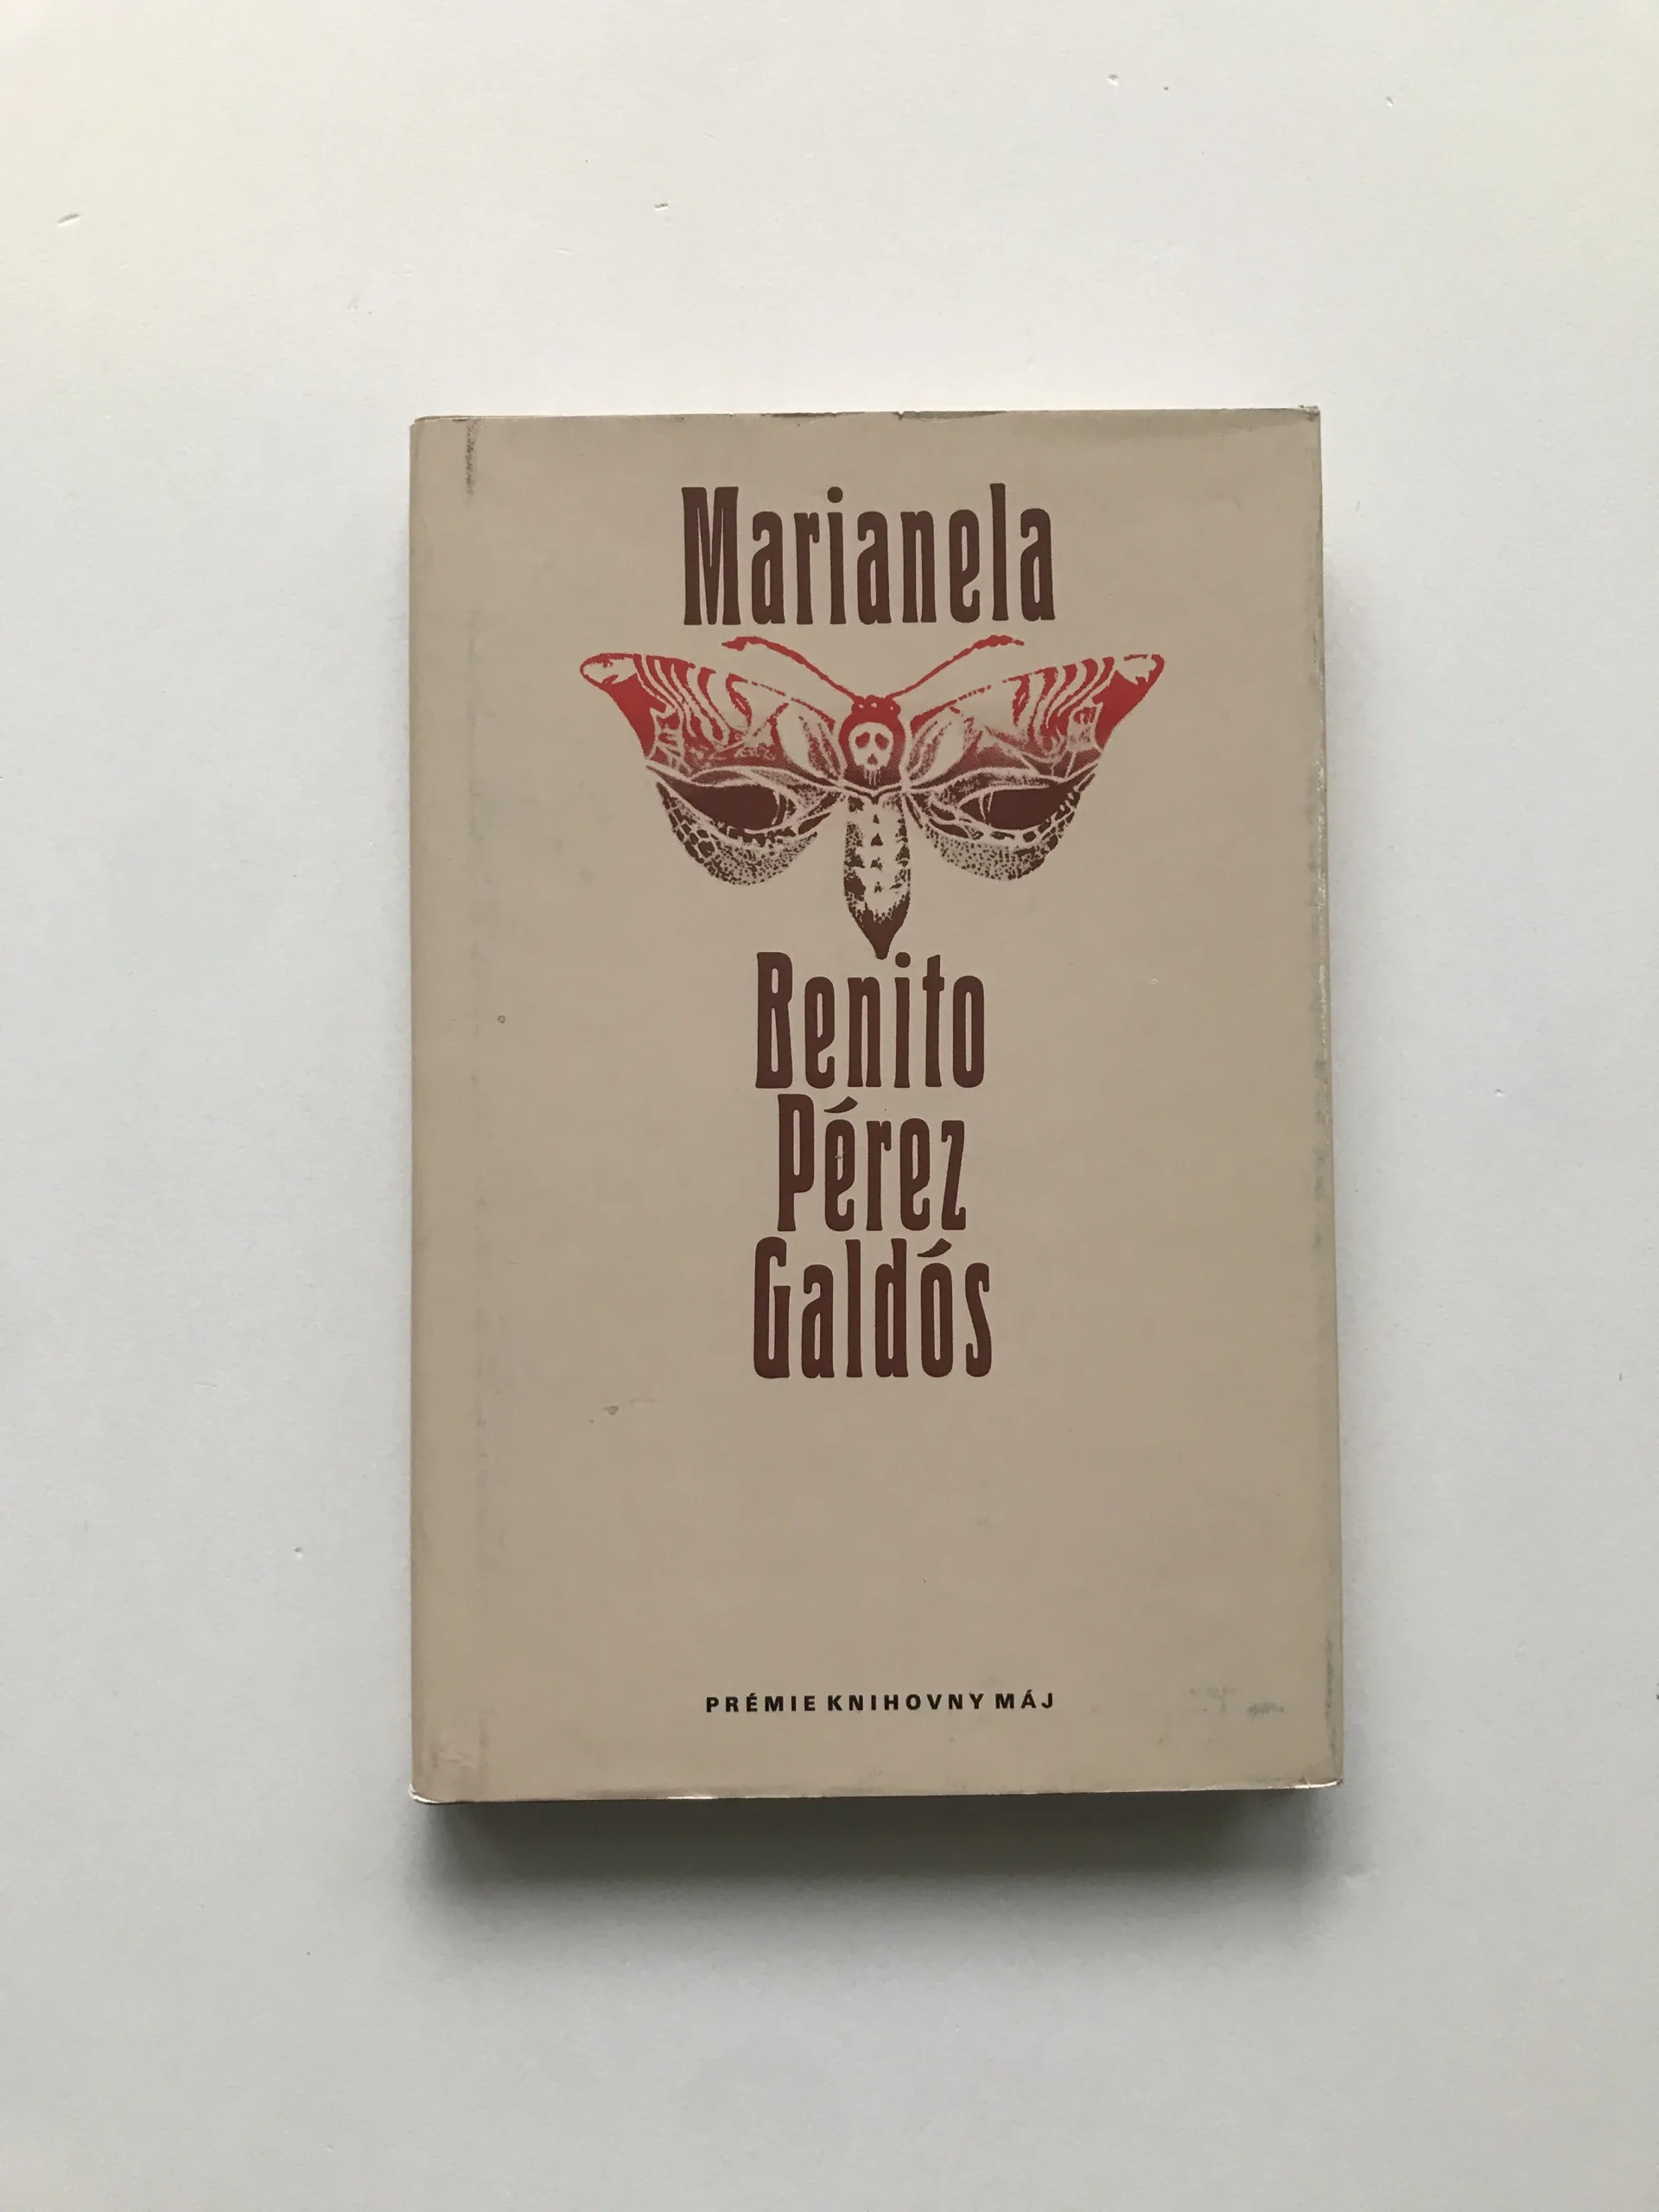 Marianela
Benito
Pérez
Galdós
PRÉMIE KNIHOVNY MÁJ